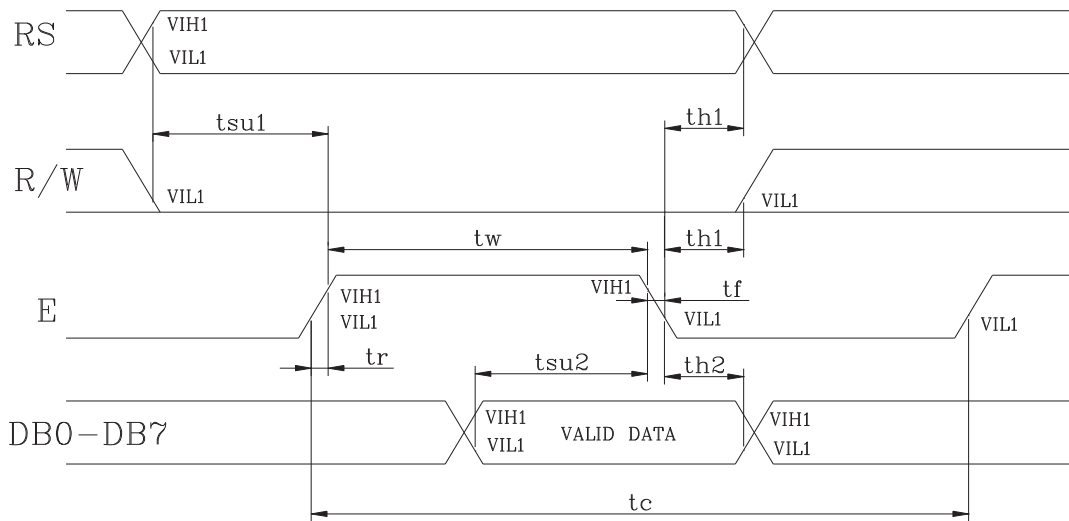 RS
VIH1
VIL1
tsu1
th1
R/W
VIL1
VIL1
tw
th1
E
VIH1
VIL1
VIH1
tf
VIL1
VIL1
tr
tsu2
th2
DB0-DB7
VIH1
VIL1
VALID DATA
VIH1
VIL1
tc